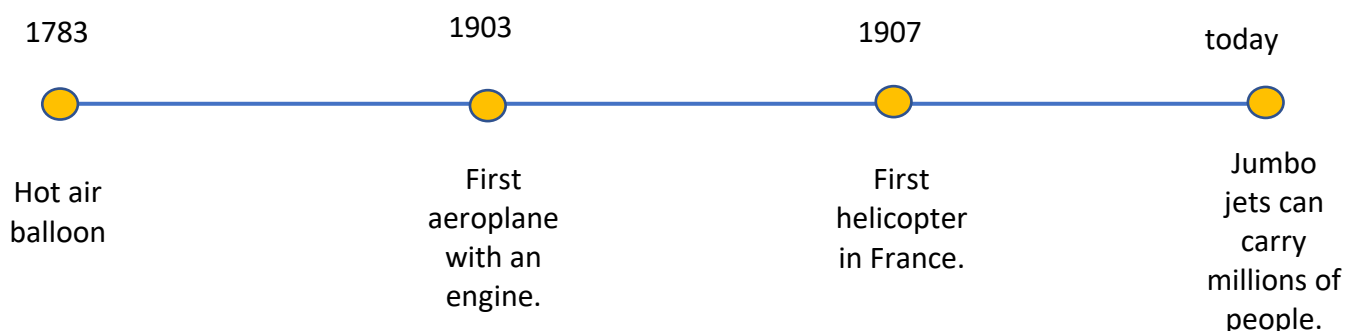 1783
1903
1907
today
Hot air
balloon
First
aeroplane
with an
engine.
First
helicopter
in France.
Jumbo
jets can
carry
millions of
people.